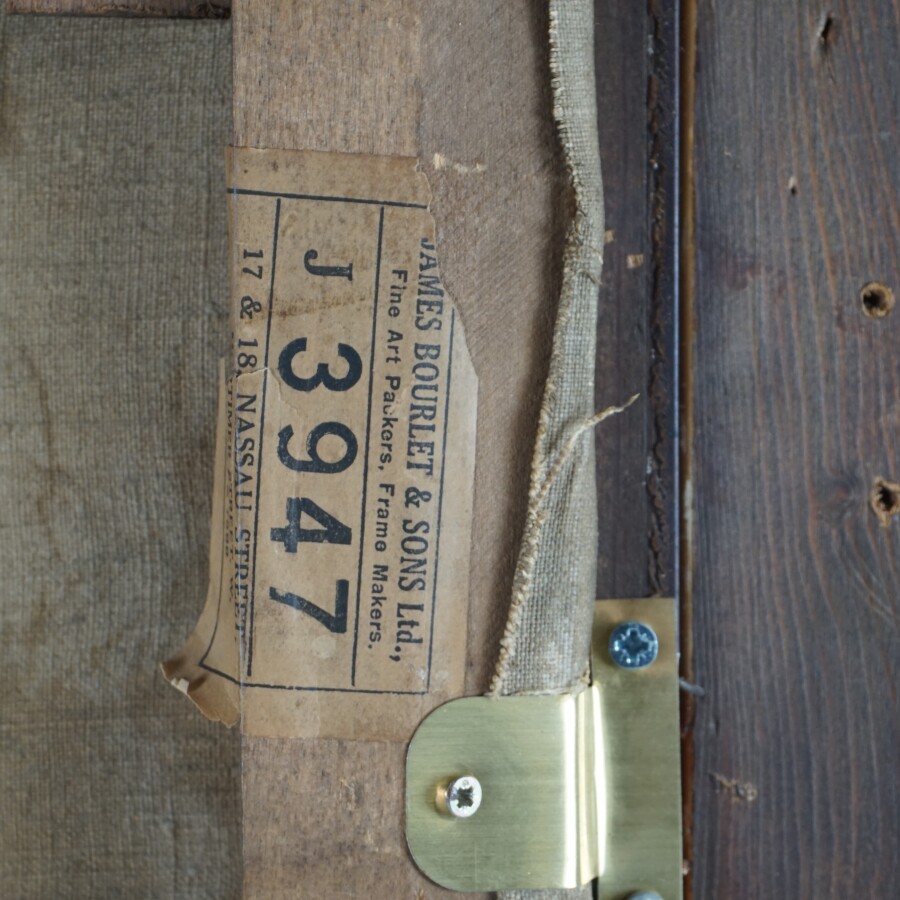 JAMES BOURLET & SONS Ltd.,
Fine Art Packers, Frame Makers.
J 3947
17 & 18, NASSAU STREET